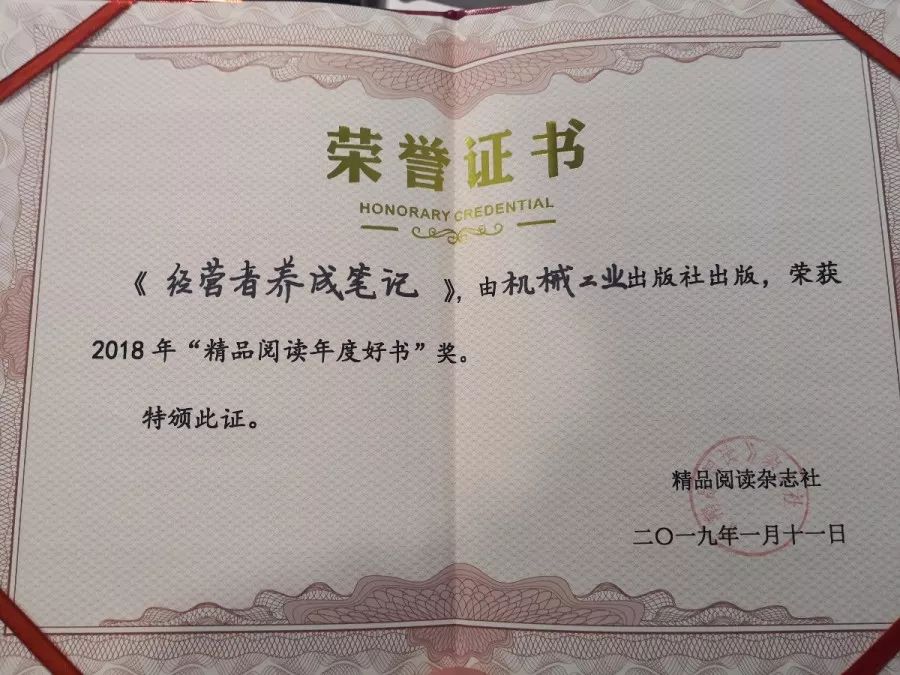 荣誉证书
HONORARY CREDENTIAL
《经营者养成笔记》,由机械工业出版社出版，荣获
2018年“精品阅读年度好书”奖。
特颁此证。
精品阅读杂志社
二〇一九年一月十一日